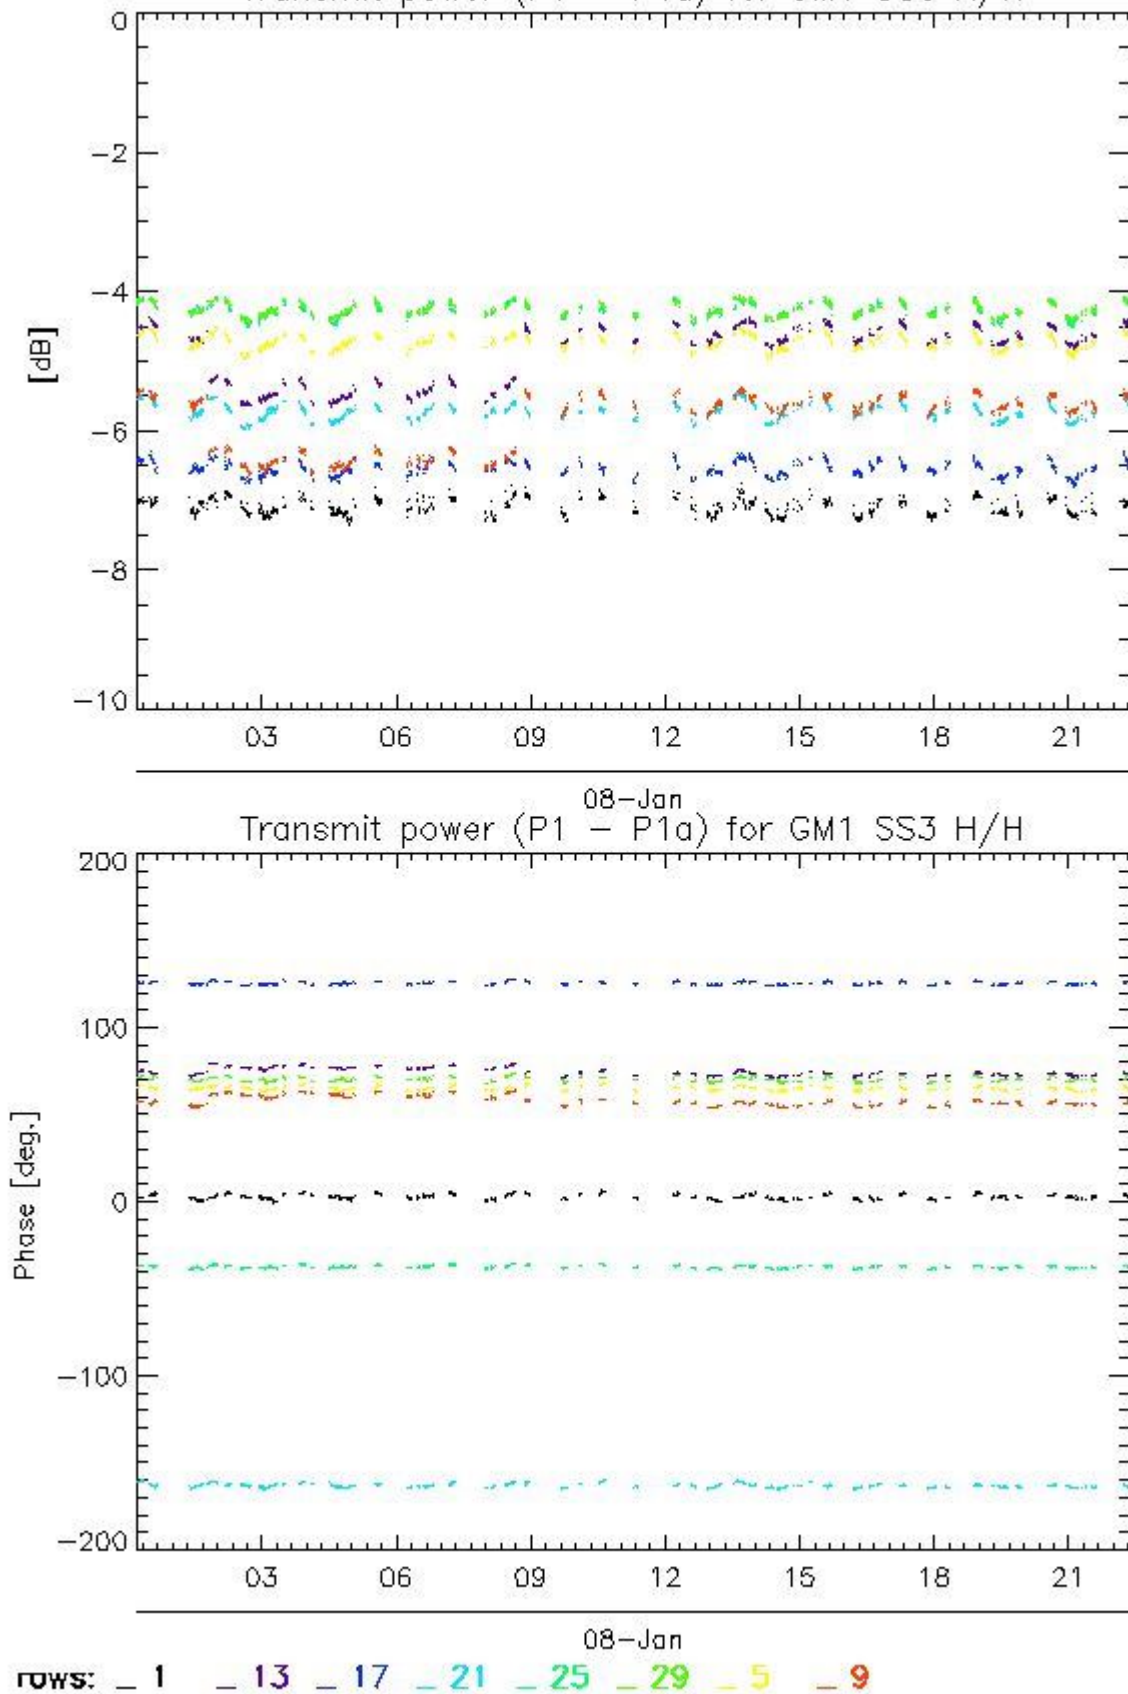 0
−2
−4
[dB]
−6
−8
−10
03 06 09 12 15 18 21
08−Jan
Transmit power (P1 − P1a) for GM1 SS3 H/H
200
100
Phase [deg.]
0
−100
−200
03 06 09 12 15 18 21
08−Jan
rows: _ 1 _ 13 _ 17 _ 21 _ 25 _ 29 _ 5 _ 9